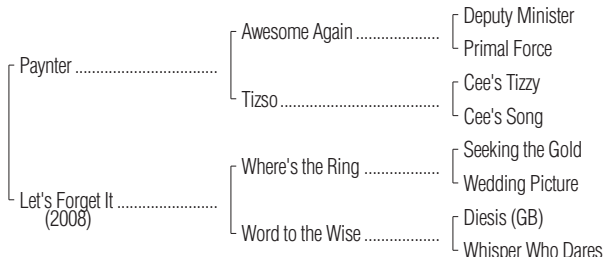 Deputy Minister
Awesome Again ..................
Primal Force
Paynter ...............................
Cee's Tizzy
Tizso ...................................
Cee's Song
Seeking the Gold
Where's the Ring ................
Wedding Picture
Let's Forget It ......................
(2008)
Diesis (GB)
Word to the Wise ................
Whisper Who Dares